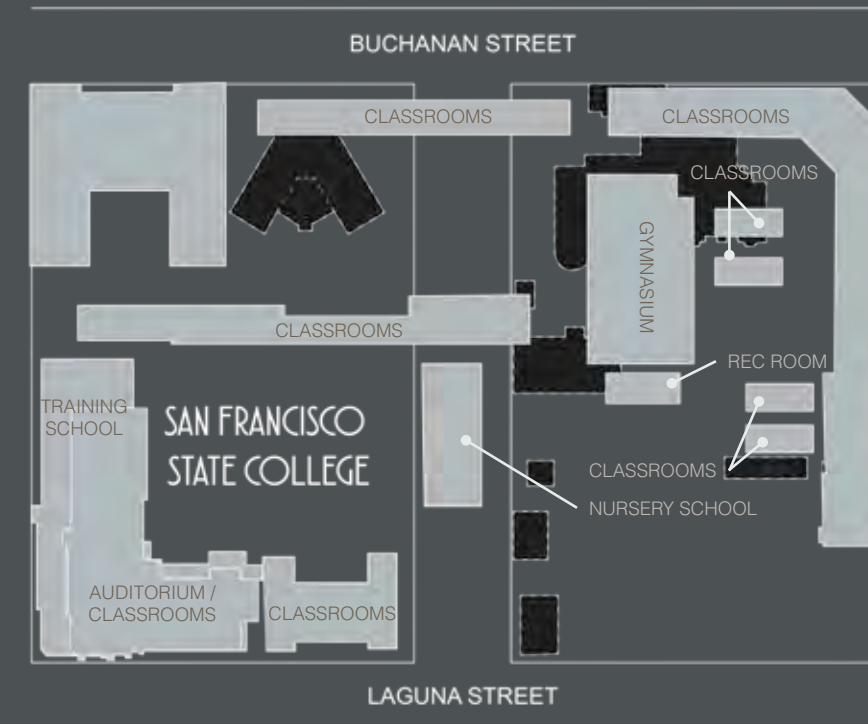 BUCHANAN STREET
CLASSROOMS
CLASSROOMS
CLASSROOMS
GYMNASIUM
CLASSROOMS
REC ROOM
TRAINING
SCHOOL
SAN FRANCISCO
STATE COLLEGE
CLASSROOMS
NURSERY SCHOOL
AUDITORIUM /
CLASSROOMS
CLASSROOMS
LAGUNA STREET